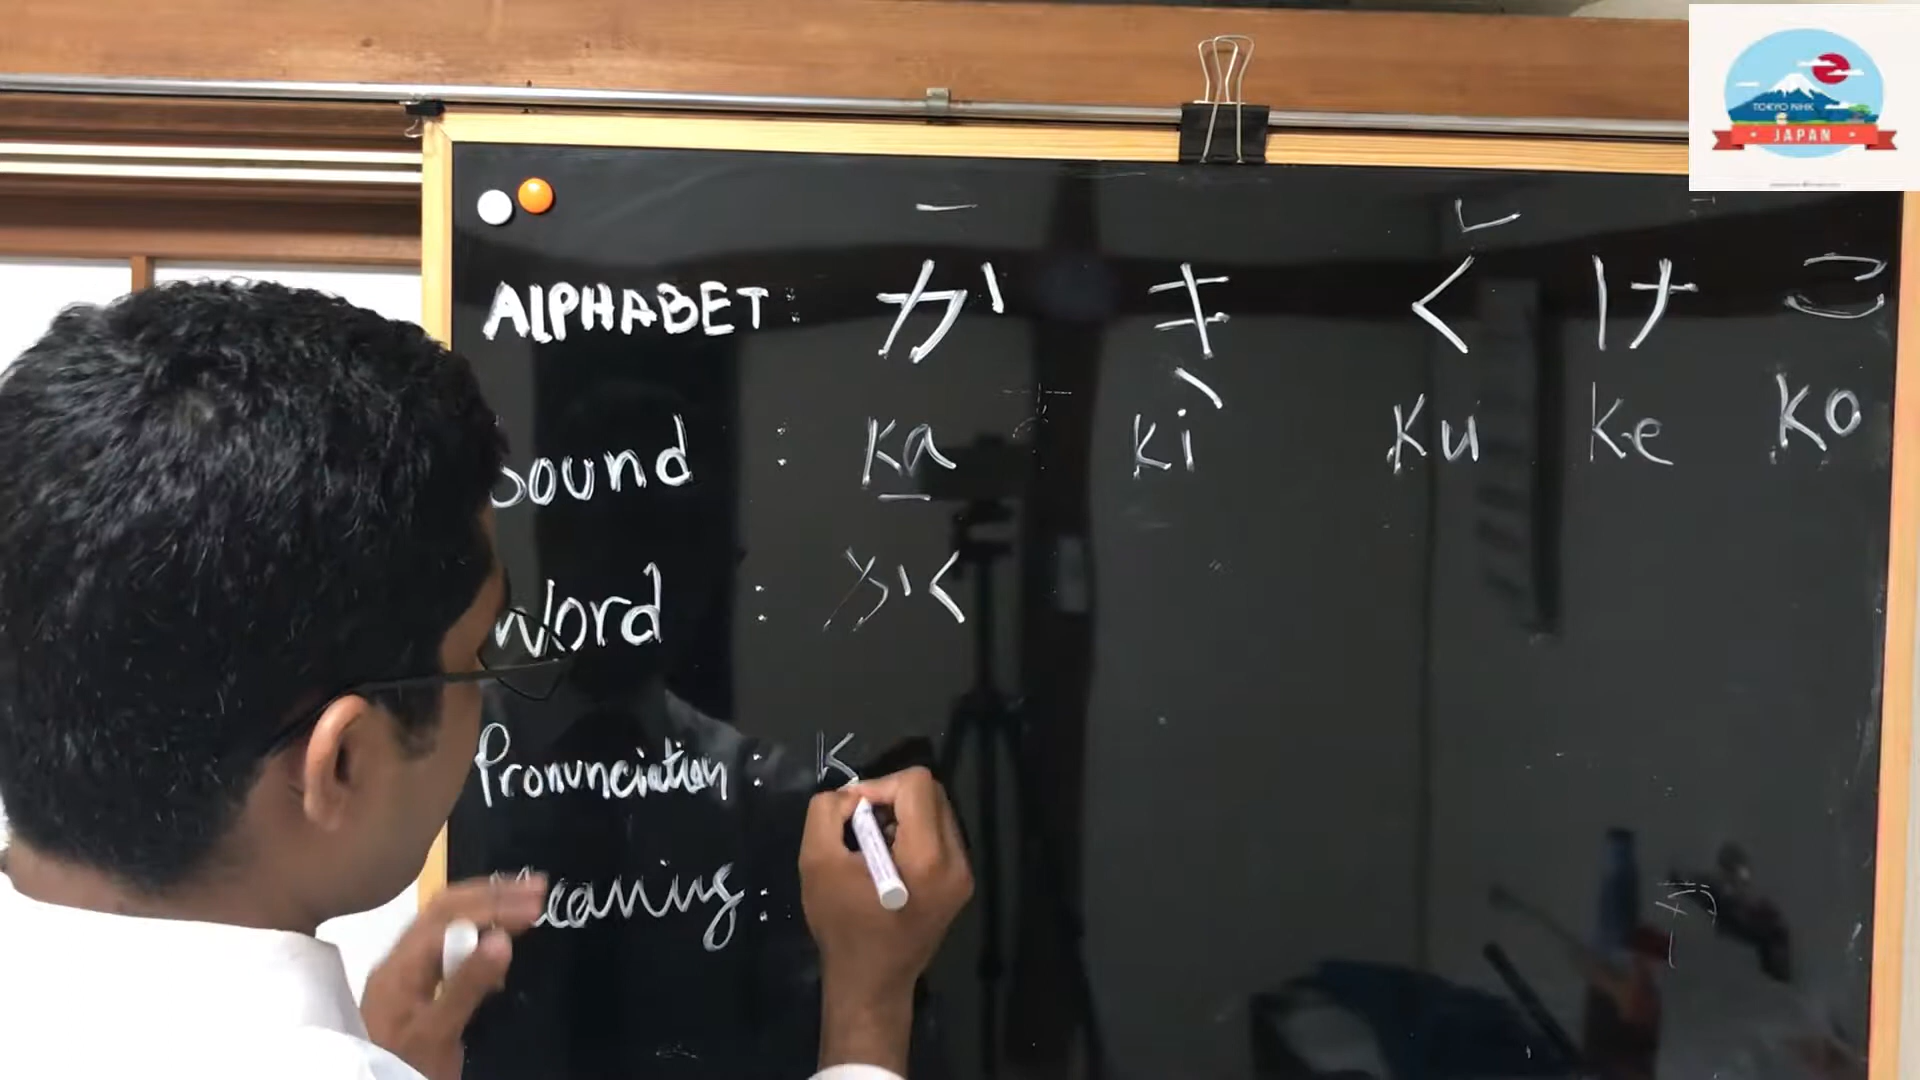 TOKYO NHK
JAPAN
ALPHABET: か き く け こ
Sound : ka ki ku ke ko
Word : かく
Pronunciation : K
Meaning :